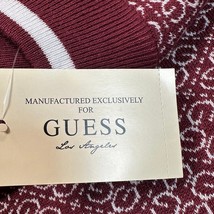 MANUFACTURED EXCLUSIVELY
FOR
GUESS
Los Angeles